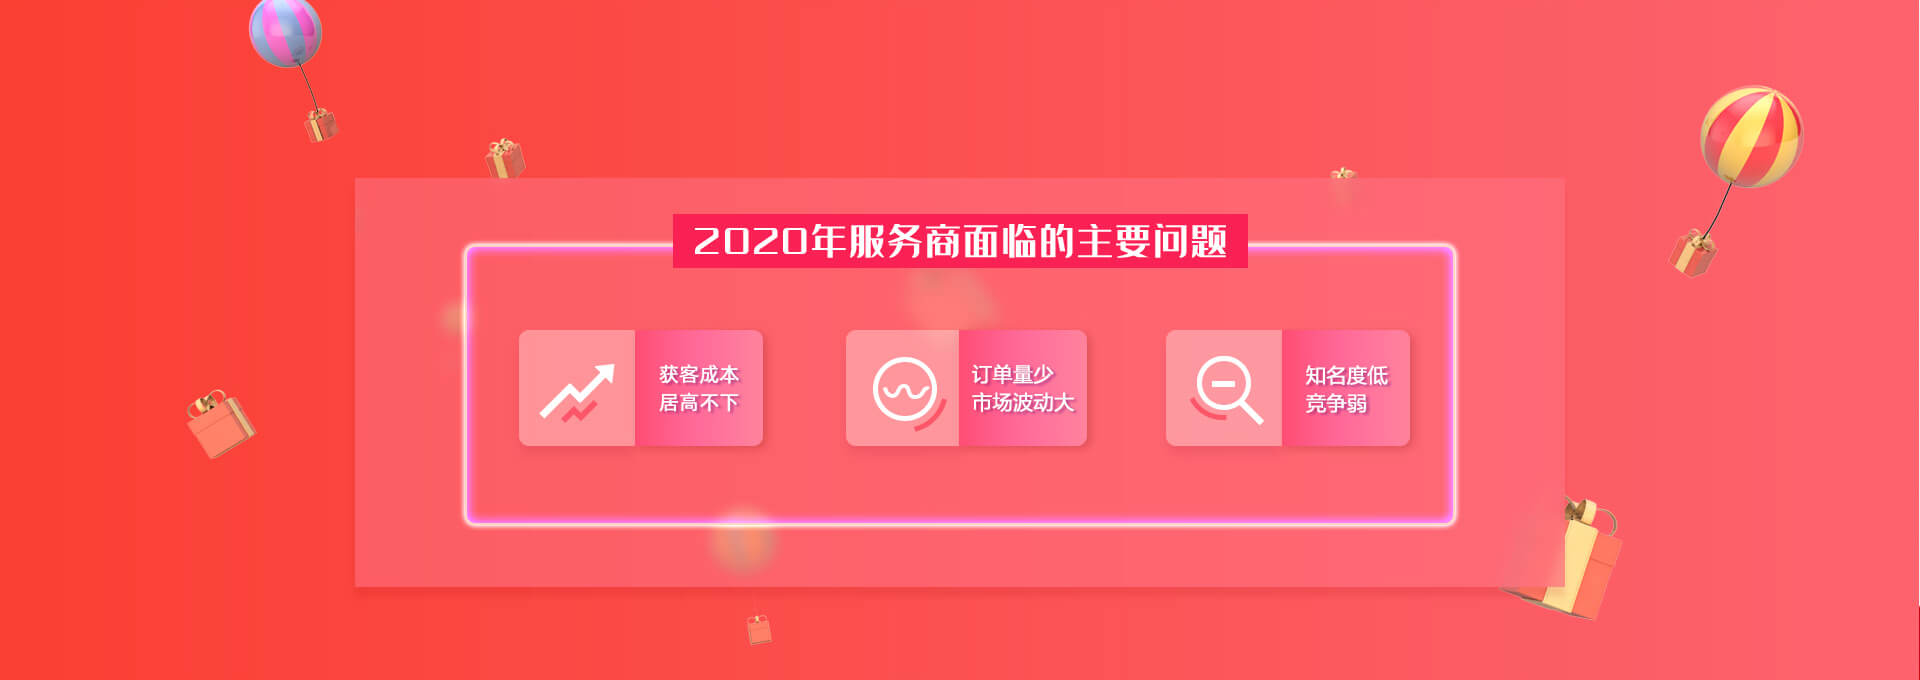 2020年服务商面临的主要问题
获客成本
居高不下
订单量少
市场波动大
知名度低
竞争弱